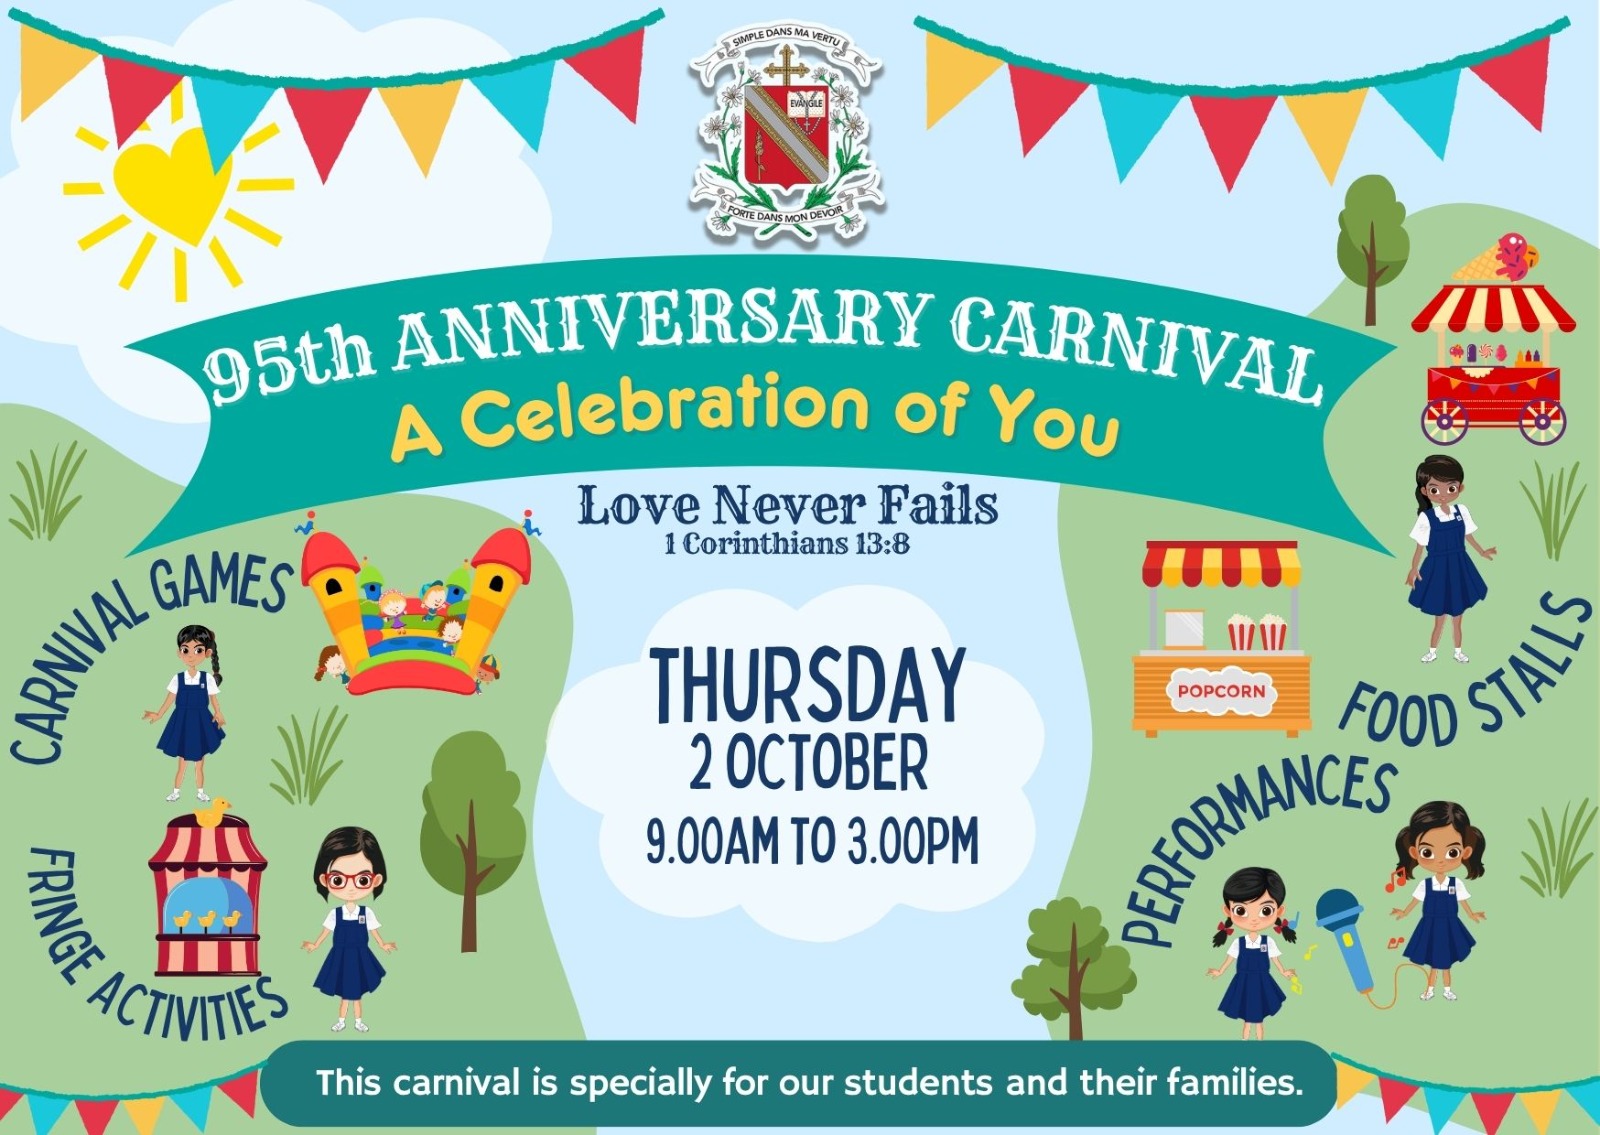 SIMPLE DANS MA VERTU
EVANGILE
FORTE DANS MON DEVOIR
95th ANNIVERSARY CARNIVAL
A Celebration of You
Love Never Fails
1 Corinthians 13:8
CARNIVAL GAMES
THURSDAY
2 OCTOBER
9.00AM TO 3.00PM
POPCORN
FOOD STALLS
PERFORMANCES
FRINGE ACTIVITIES
This carnival is specially for our students and their families.